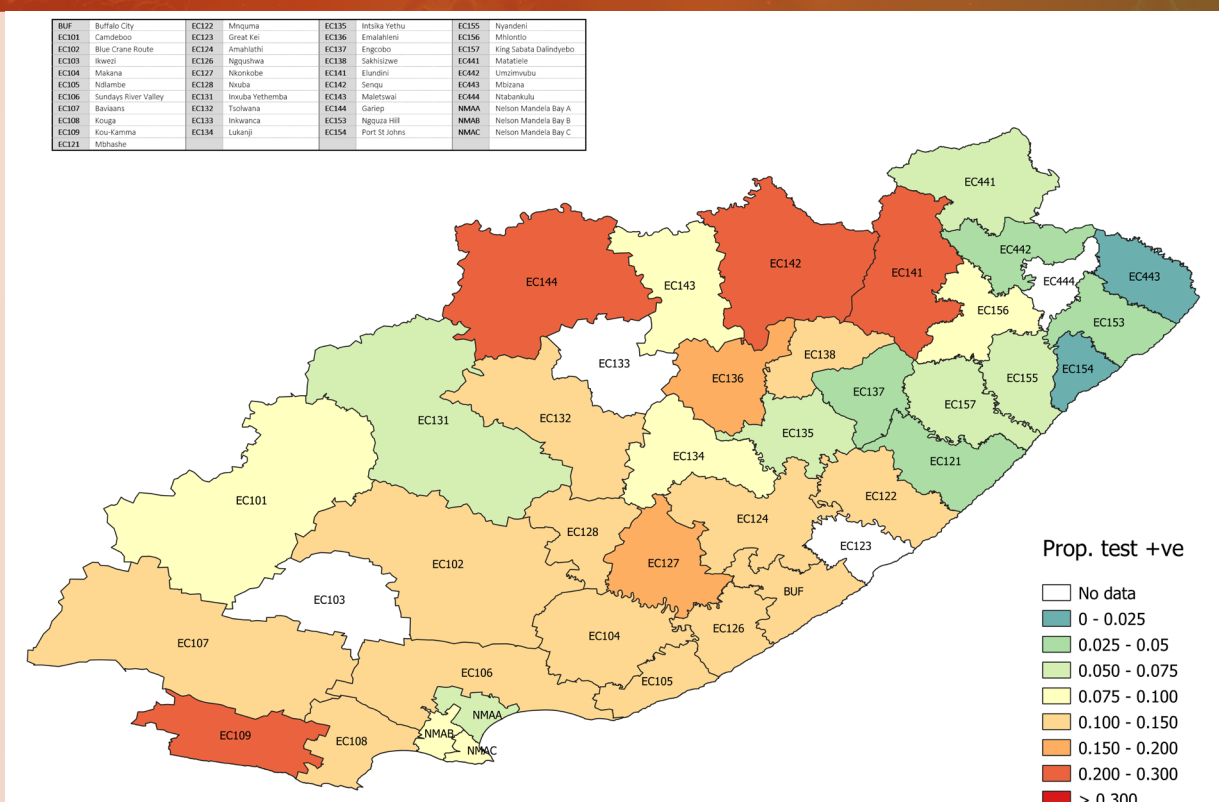 BUF Buffalo City EC122 Mnquma EC135 Intsika Yethu EC155 Nyandeni
EC101 Camdeboo EC123 Great Kei EC136 Emalahleni EC156 Mhlontlo
EC102 Blue Crane Route EC124 Amahlathi EC137 Engcobo EC157 King Sabata Dalindyebo
EC103 Ikwezi EC126 Ngqushwa EC138 Sakhisizwe EC441 Matatiele
EC104 Makana EC127 Nkonkobe EC141 Elundini EC442 Umzimvubu
EC105 Ndlambe EC128 Nxuba EC142 Senqu EC443 Mbizana
EC106 Sundays River Valley EC131 Inxuba Yethemba EC143 Maletswai EC444 Ntabankulu
EC107 Baviaans EC132 Tsolwana EC144 Gariep NMAA Nelson Mandela Bay A
EC108 Kouga EC133 Inkwanca EC153 Ngquza Hill NMAB Nelson Mandela Bay B
EC109 Kou-Kamma EC134 Lukanji EC154 Port St Johns NMAC Nelson Mandela Bay C
EC121 Mbhashe
EC441
EC442
EC142
EC141
EC443
EC144
EC143
EC444
EC156
EC153
EC138
EC133
EC154
EC136
EC155
EC137
EC157
EC132
EC131
EC135
EC134
EC121
EC101
EC122
EC124
EC128
EC123
EC102
EC127
BUF
EC103
EC126
EC104
EC107
EC106
EC105
NMAA
EC109
NMAB
EC108
NMAC
Prop. test +ve
No data
0 - 0.025
0.025 - 0.05
0.050 - 0.075
0.075 - 0.100
0.100 - 0.150
0.150 - 0.200
0.200 - 0.300
> 0.300